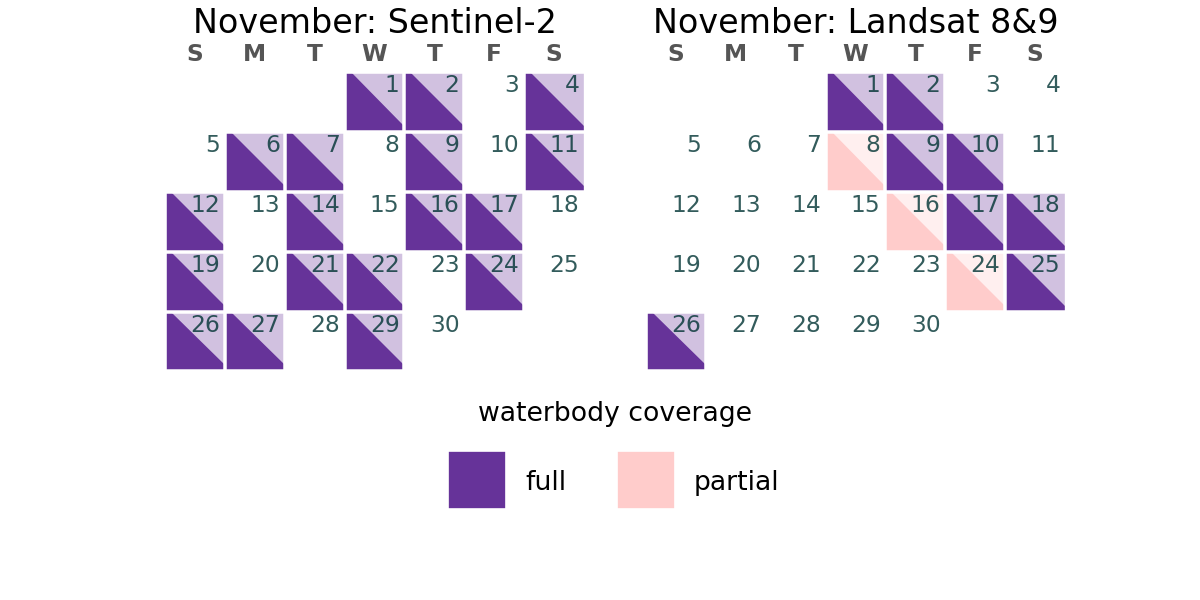 November: Sentinel-2
S M T W T F S
1 2 3 4
5 6 7 8 9 10 11
12 13 14 15 16 17 18
19 20 21 22 23 24 25
26 27 28 29 30
November: Landsat 8&9
S M T W T F S
1 2 3 4
5 6 7 8 9 10 11
12 13 14 15 16 17 18
19 20 21 22 23 24 25
26 27 28 29 30
waterbody coverage
full
partial